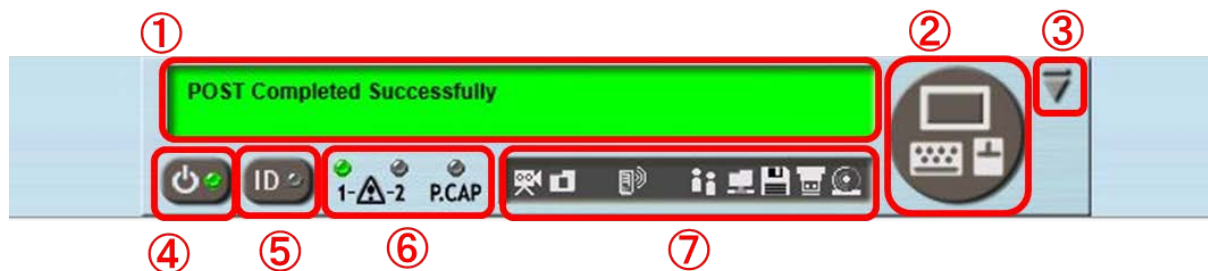 ① ② ③
POST Completed Successfully
ID
1- -2 P.CAP
④ ⑤ ⑥ ⑦